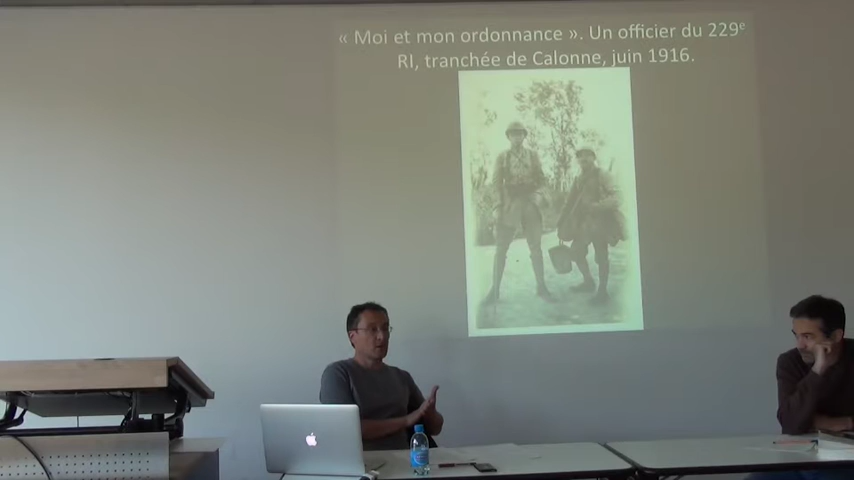 « Moi et mon ordonnance ». Un officier du 229e
RI, tranchée de Calonne, juin 1916.